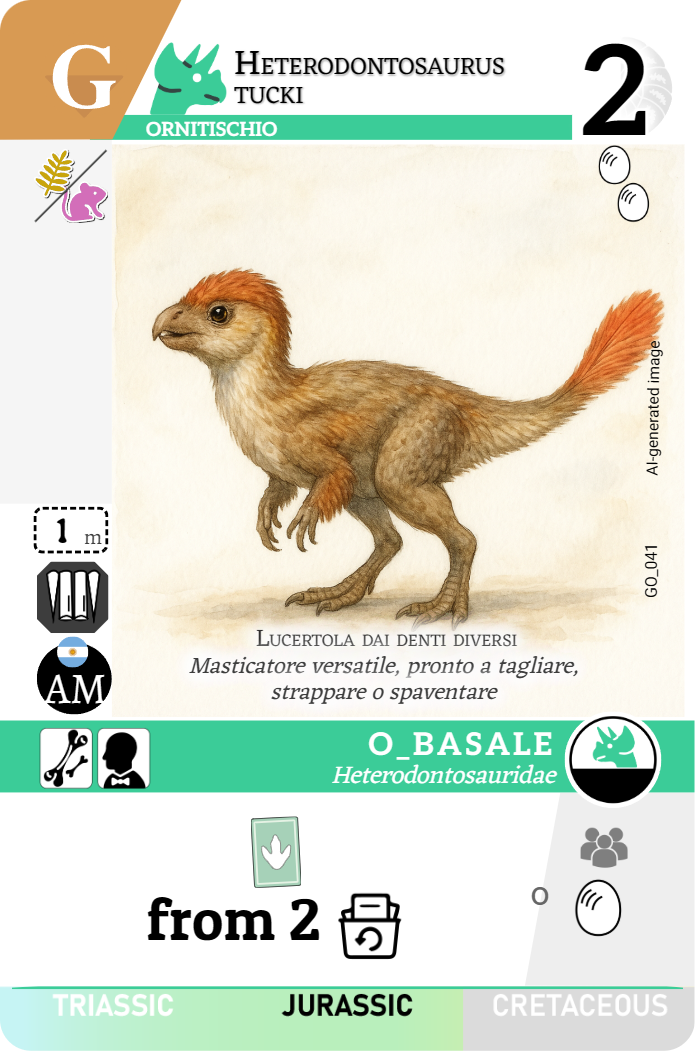 G
HETERODONTOSAURUS
TUCKI
2
ORNITISCHIO
AI-generated image
1 m
GO_041
AM
LUCERTOLA DAI DENTI DIVERSI
Masticatore versatile, pronto a tagliare,
strappare o spaventare
O_BASALE
Heterodontosauridae
from 2
O
TRIASSIC JURASSIC CRETACEOUS